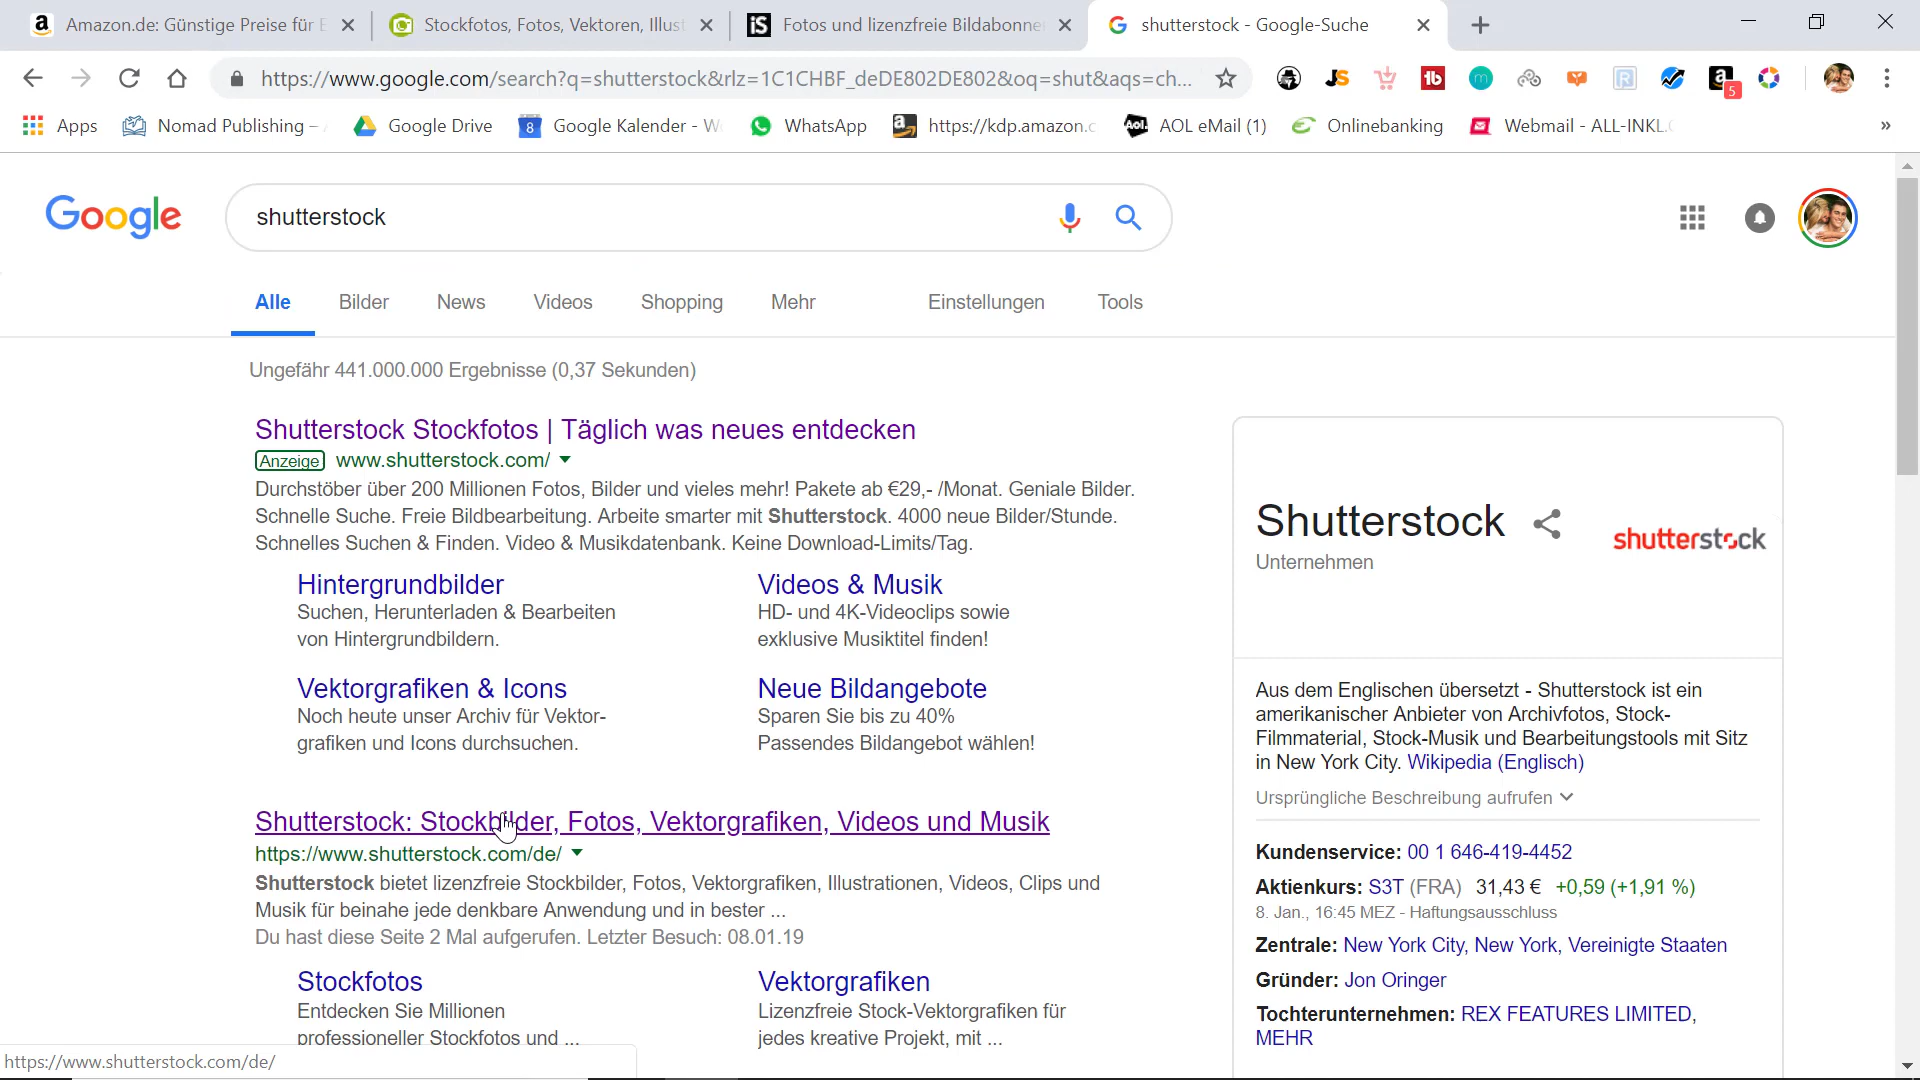 Amazon.de: Günstige Preise für E
Stockfotos, Fotos, Vektoren, Illust
iS Fotos und lizenzfreie Bildabonne
shutterstock - Google-Suche
https://www.google.com/search?q=shutterstock&rlz=1C1CHBF_deDE802DE802&oq=shut&aqs=ch...
JS
1b
m
R
a 5
Apps
Nomad Publishing –
Google Drive
8 Google Kalender - W
WhatsApp
https://kdp.amazon.c
Aol. AOL eMail (1)
Onlinebanking
Webmail - ALL-INKL.C
»
Google
shutterstock
Alle Bilder News Videos Shopping Mehr Einstellungen Tools
Ungefähr 441.000.000 Ergebnisse (0,37 Sekunden)
Shutterstock Stockfotos | Täglich was neues entdecken
Anzeige www.shutterstock.com/
Durchstöber über 200 Millionen Fotos, Bilder und vieles mehr! Pakete ab €29,- /Monat. Geniale Bilder.
Schnelle Suche. Freie Bildbearbeitung. Arbeite smarter mit Shutterstock. 4000 neue Bilder/Stunde.
Schnelles Suchen & Finden. Video & Musikdatenbank. Keine Download-Limits/Tag.
Hintergrundbilder
Suchen, Herunterladen & Bearbeiten
von Hintergrundbildern.
Videos & Musik
HD- und 4K-Videoclips sowie
exklusive Musiktitel finden!
Vektorgrafiken & Icons
Noch heute unser Archiv für Vektor-
grafiken und Icons durchsuchen.
Neue Bildangebote
Sparen Sie bis zu 40%
Passendes Bildangebot wählen!
Shutterstock: Stockbilder, Fotos, Vektorgrafiken, Videos und Musik
https://www.shutterstock.com/de/
Shutterstock bietet lizenzfreie Stockbilder, Fotos, Vektorgrafiken, Illustrationen, Videos, Clips und
Musik für beinahe jede denkbare Anwendung und in bester ...
Du hast diese Seite 2 Mal aufgerufen. Letzter Besuch: 08.01.19
Stockfotos
Entdecken Sie Millionen
professioneller Stockfotos und ...
Vektorgrafiken
Lizenzfreie Stock-Vektorgrafiken für
jedes kreative Projekt, mit ...
Shutterstock
Unternehmen
shutterstock
Aus dem Englischen übersetzt - Shutterstock ist ein
amerikanischer Anbieter von Archivfotos, Stock-
Filmmaterial, Stock-Musik und Bearbeitungstools mit Sitz
in New York City. Wikipedia (Englisch)
Ursprüngliche Beschreibung aufrufen
Kundenservice: 00 1 646-419-4452
Aktienkurs: S3T (FRA) 31,43 € +0,59 (+1,91 %)
8. Jan., 16:45 MEZ - Haftungsausschluss
Zentrale: New York City, New York, Vereinigte Staaten
Gründer: Jon Oringer
Tochterunternehmen: REX FEATURES LIMITED,
MEHR
https://www.shutterstock.com/de/